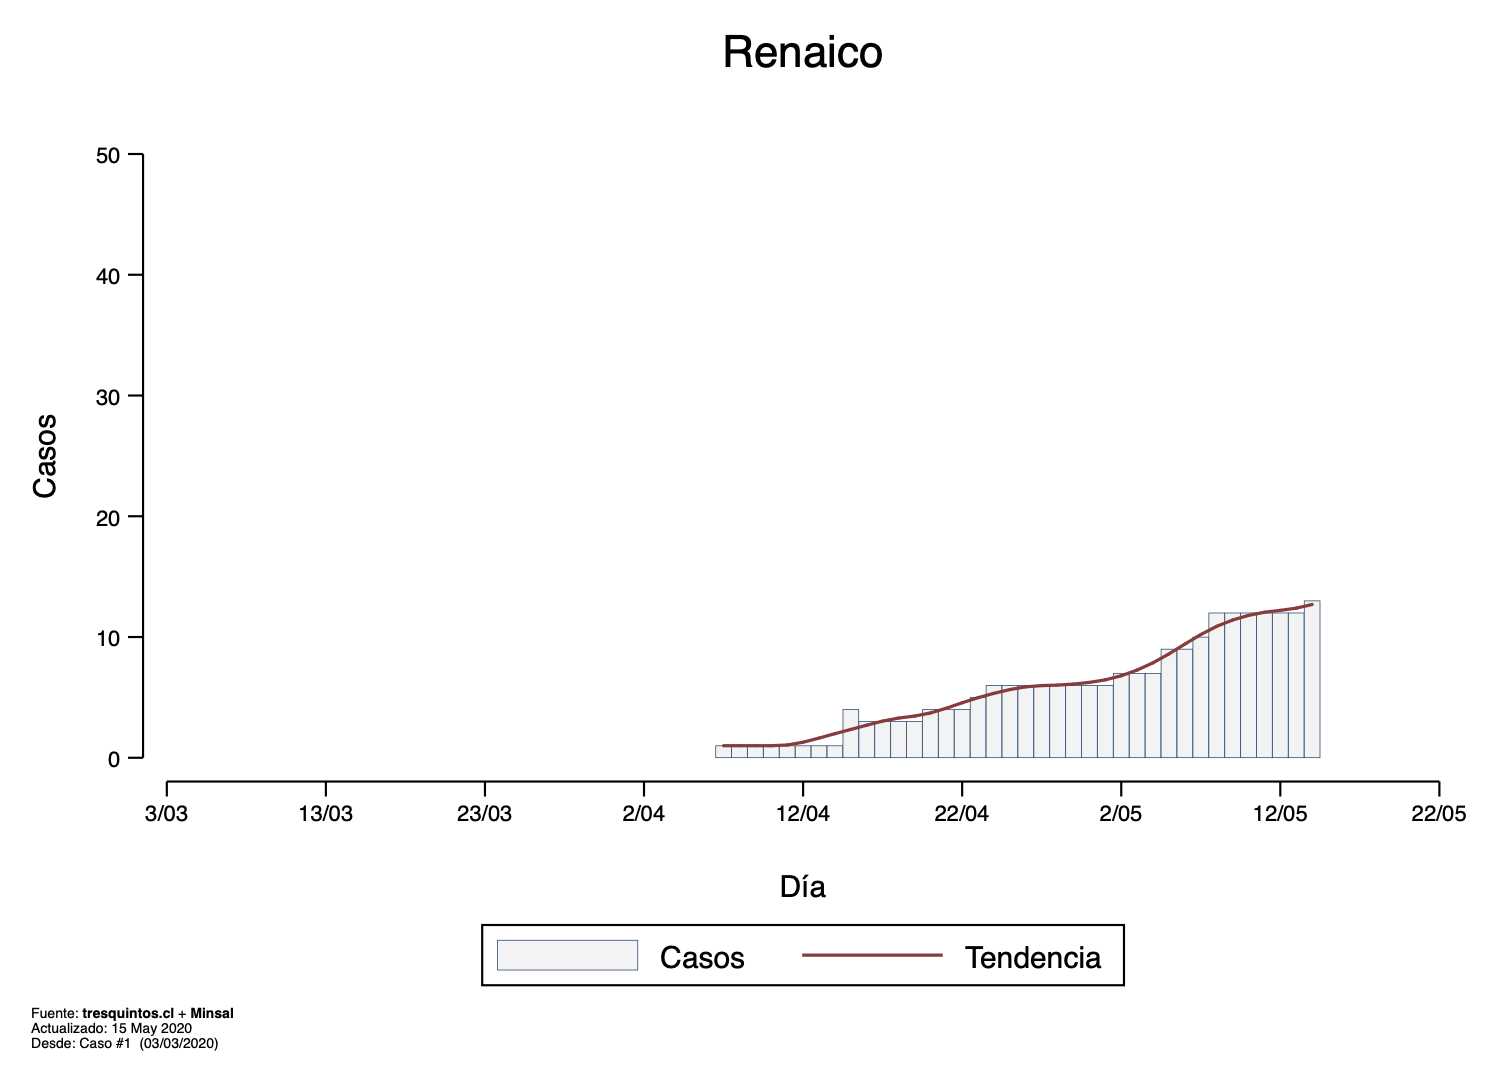 Renaico
50
40
30
20
10
0
Casos
3/03 13/03 23/03 2/04 12/04 22/04 2/05 12/05 22/05
Día
Casos Tendencia
Fuente: tresquintos.cl + Minsal
Actualizado: 15 May 2020
Desde: Caso #1 (03/03/2020)